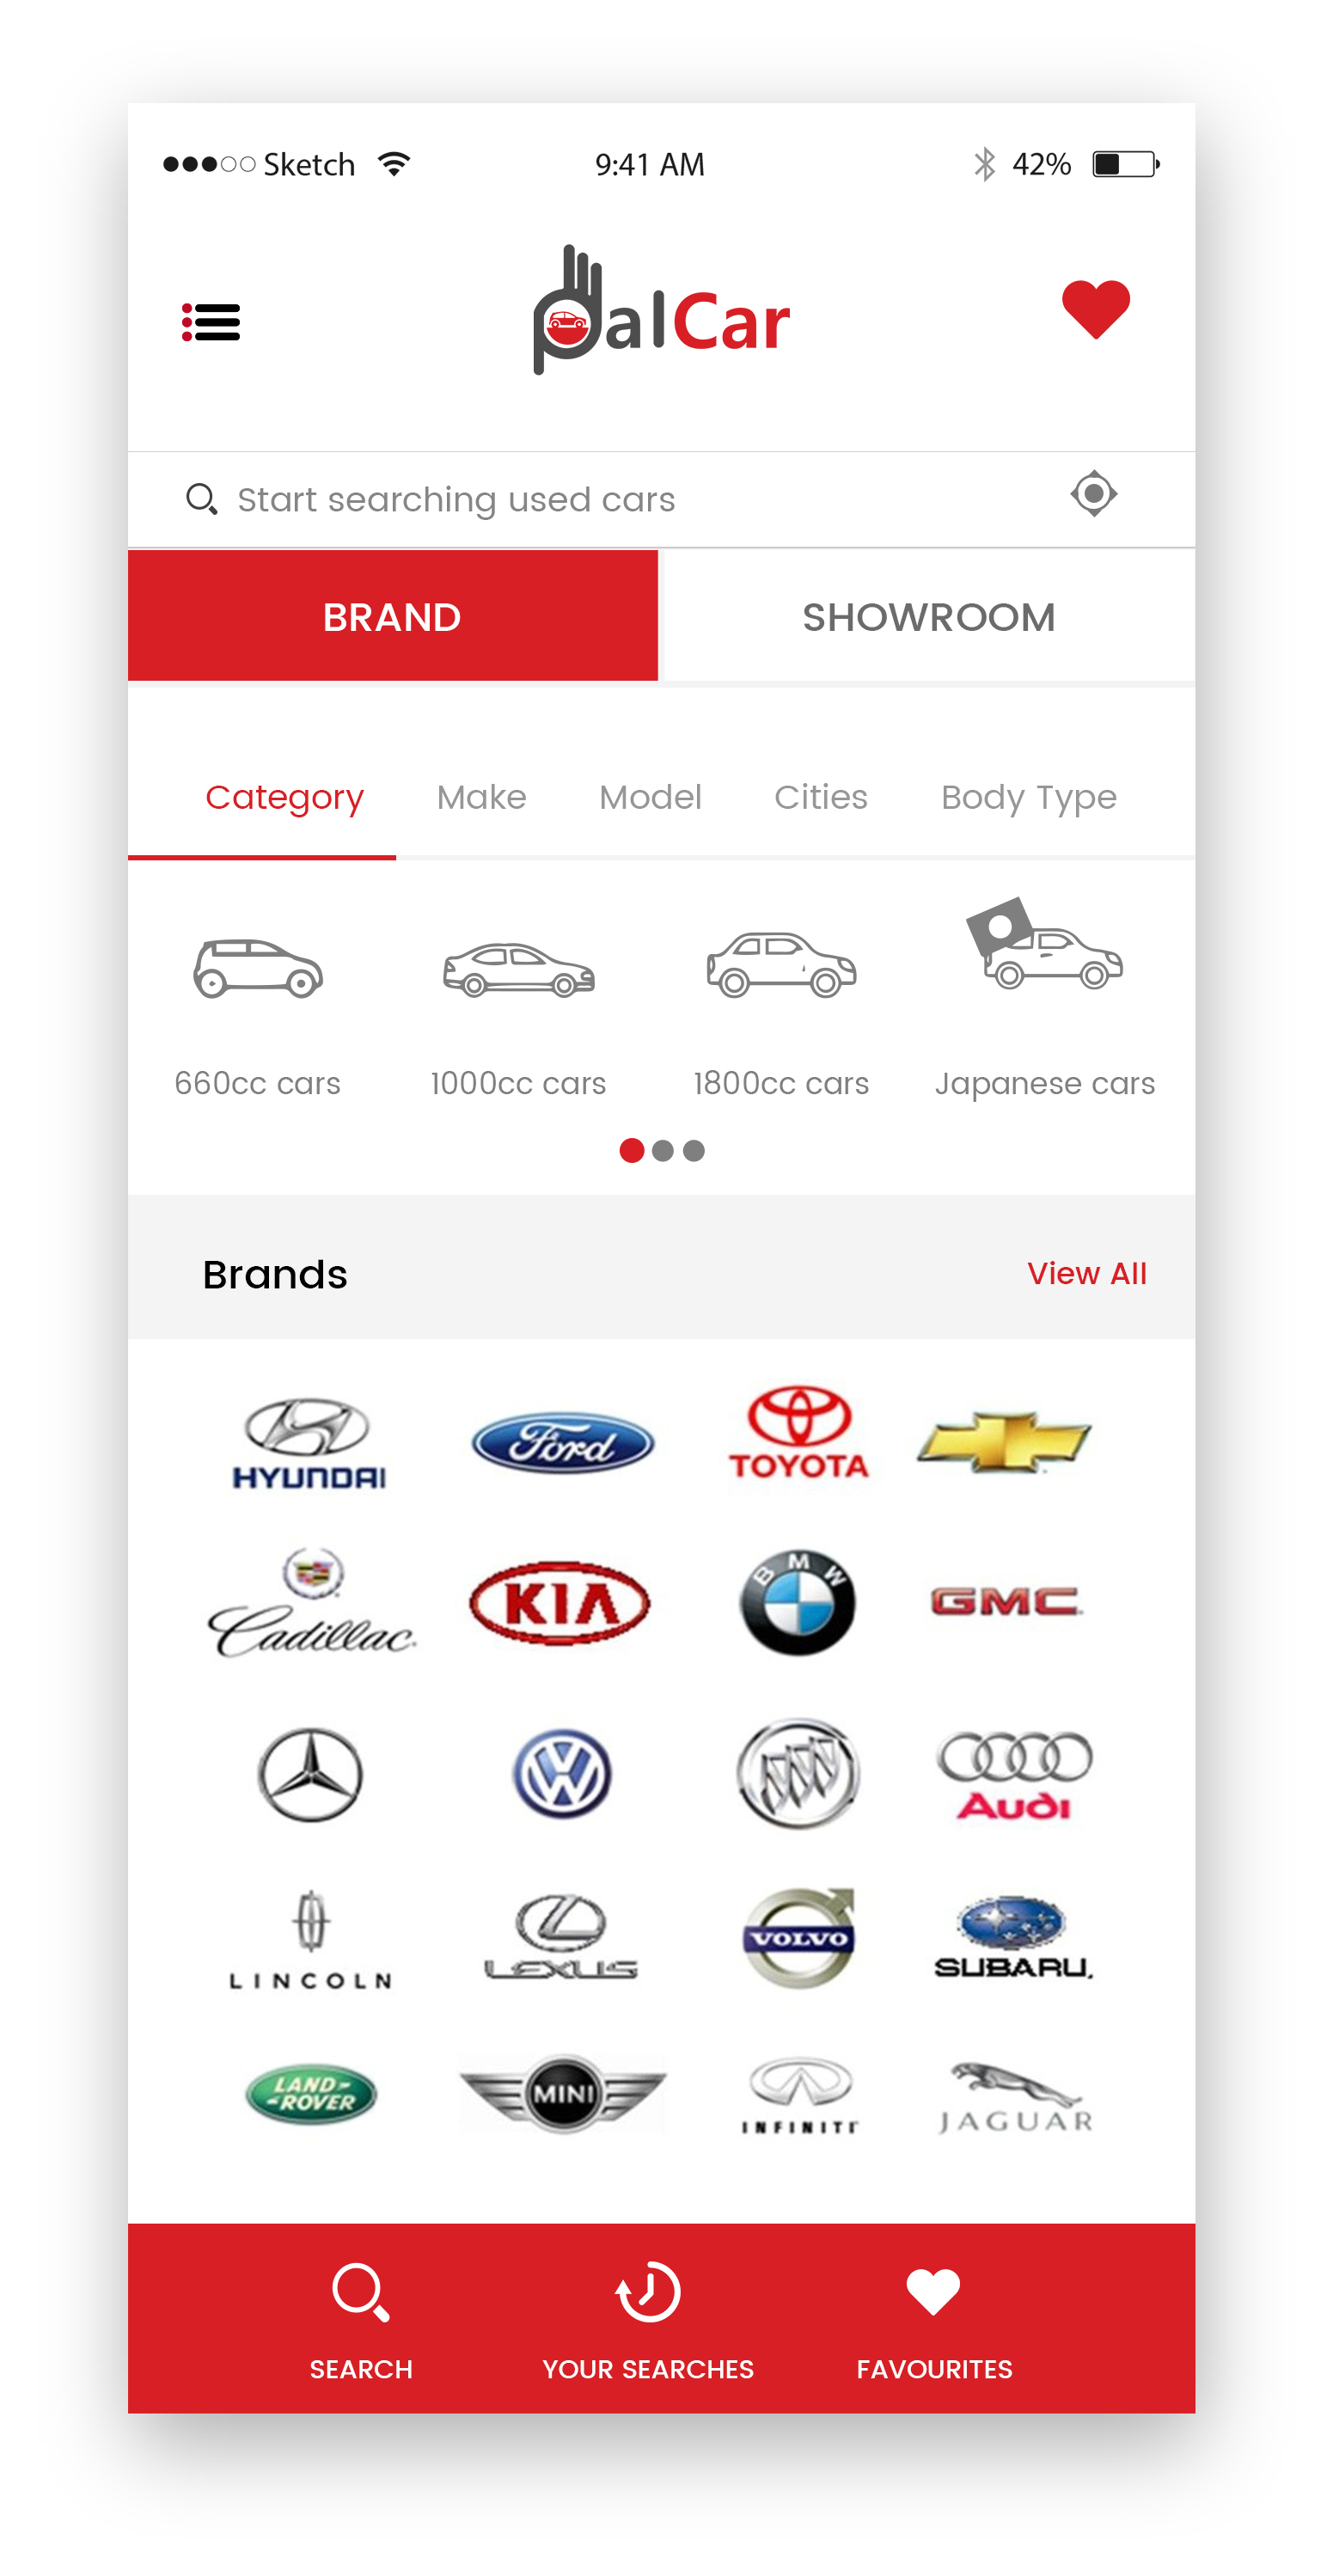 Sketch 9:41 AM 42%
palCar
Start searching used cars
BRAND SHOWROOM
Category Make Model Cities Body Type
660cc cars 1000cc cars 1800cc cars Japanese cars
Brands View All
HYUNDAI Ford TOYOTA
Cadillac KIA BMW GMC
Audi
LINCOLN LEXUS VOLVO SUBARU
LAND-
-ROVER MINI INFINITI JAGUAR
SEARCH YOUR SEARCHES FAVOURITES